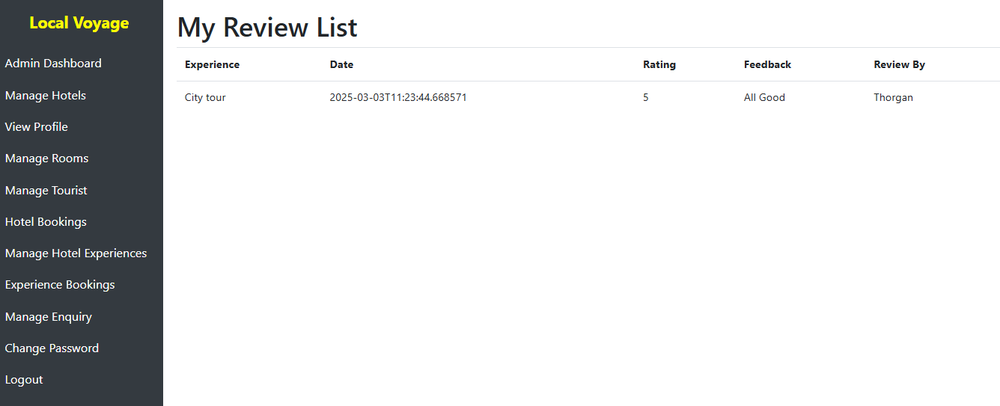 Local Voyage
Admin Dashboard
Manage Hotels
View Profile
Manage Rooms
Manage Tourist
Hotel Bookings
Manage Hotel Experiences
Experience Bookings
Manage Enquiry
Change Password
Logout
My Review List
Experience Date Rating Feedback Review By
City tour 2025-03-03T11:23:44.668571 5 All Good Thorgan